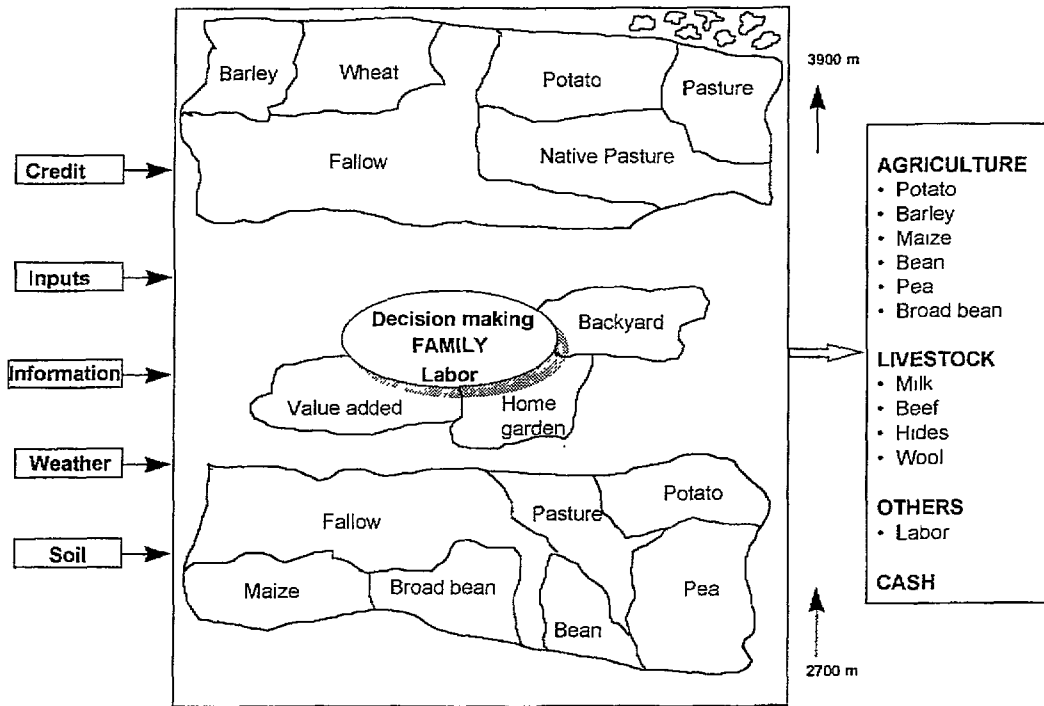 Credit
Inputs
Information
Weather
Soil
Barley
Wheat
Potato
Pasture
Fallow
Native Pasture
Decision making
FAMILY
Labor
Backyard
Value added
Home
garden
Fallow
Pasture
Potato
Maize
Broad bean
Bean
Pea
3900 m
2700 m
AGRICULTURE
• Potato
• Barley
• Maize
• Bean
• Pea
• Broad bean
LIVESTOCK
• Milk
• Beef
• Hides
• Wool
OTHERS
• Labor
CASH